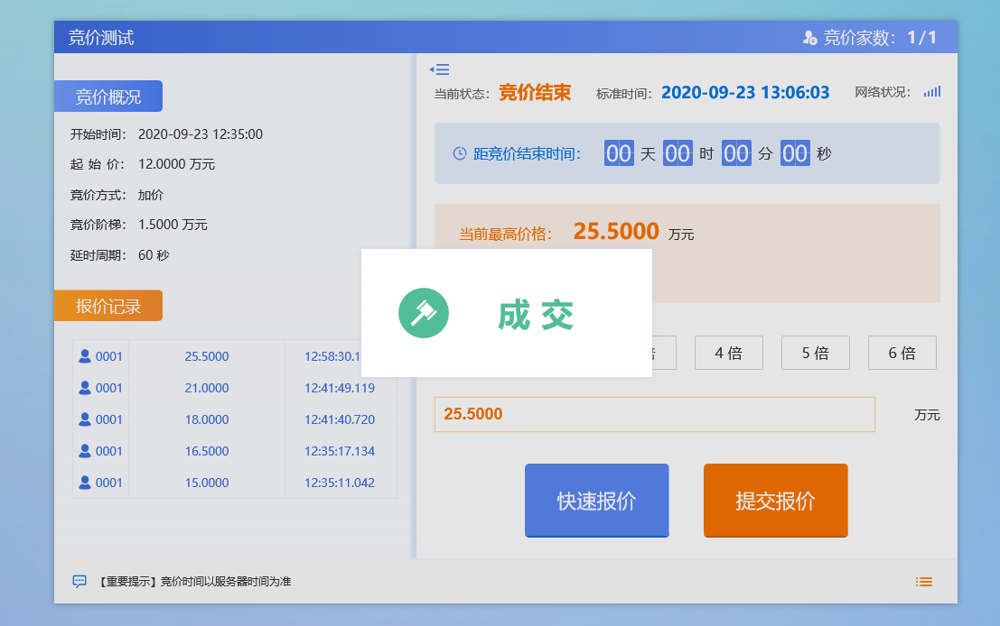 竞价测试 竞价家数: 1/1
竞价概况
开始时间: 2020-09-23 12:35:00
起 始 价: 12.0000 万元
竞价方式: 加价
竞价阶梯: 1.5000 万元
延时周期: 60 秒
报价记录
0001 25.5000 12:58:30.1
0001 21.0000 12:41:49.119
0001 18.0000 12:41:40.720
0001 16.5000 12:35:17.134
0001 15.0000 12:35:11.042
当前状态: 竞价结束 标准时间: 2020-09-23 13:06:03 网络状况:
距竞价结束时间: 00 天 00 时 00 分 00 秒
当前最高价格: 25.5000 万元
成交
4 倍 5 倍 6 倍
25.5000 万元
快速报价 提交报价
【重要提示】竞价时间以服务器时间为准